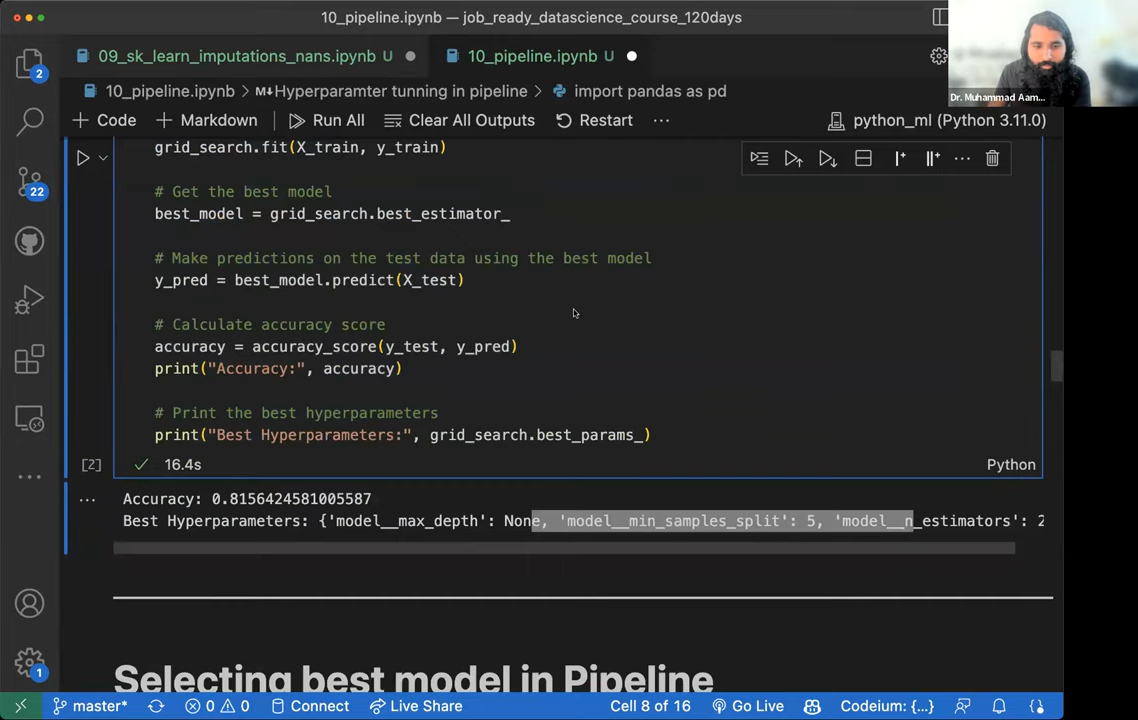 10_pipeline.ipynb — job_ready_datascience_course_120days
09_sk_learn_imputations_nans.ipynb U
10_pipeline.ipynb U
Dr. Muhammad Aam...
10_pipeline.ipynb > M↓Hyperparamter tunning in pipeline > import pandas as pd
+ Code + Markdown Run All Clear All Outputs Restart ... python_ml (Python 3.11.0)
grid_search.fit(X_train, y_train)
# Get the best model
best_model = grid_search.best_estimator_
# Make predictions on the test data using the best model
y_pred = best_model.predict(X_test)
# Calculate accuracy score
accuracy = accuracy_score(y_test, y_pred)
print("Accuracy:", accuracy)
# Print the best hyperparameters
print("Best Hyperparameters:", grid_search.best_params_)
[2] ✓ 16.4s Python
... Accuracy: 0.8156424581005587
Best Hyperparameters: {'model__max_depth': None, 'model__min_samples_split': 5, 'model__n_estimators': 2
Selecting best model in Pipeline
2
22
1
master* 0 0 Connect Live Share Cell 8 of 16 Go Live Codeium: {...}